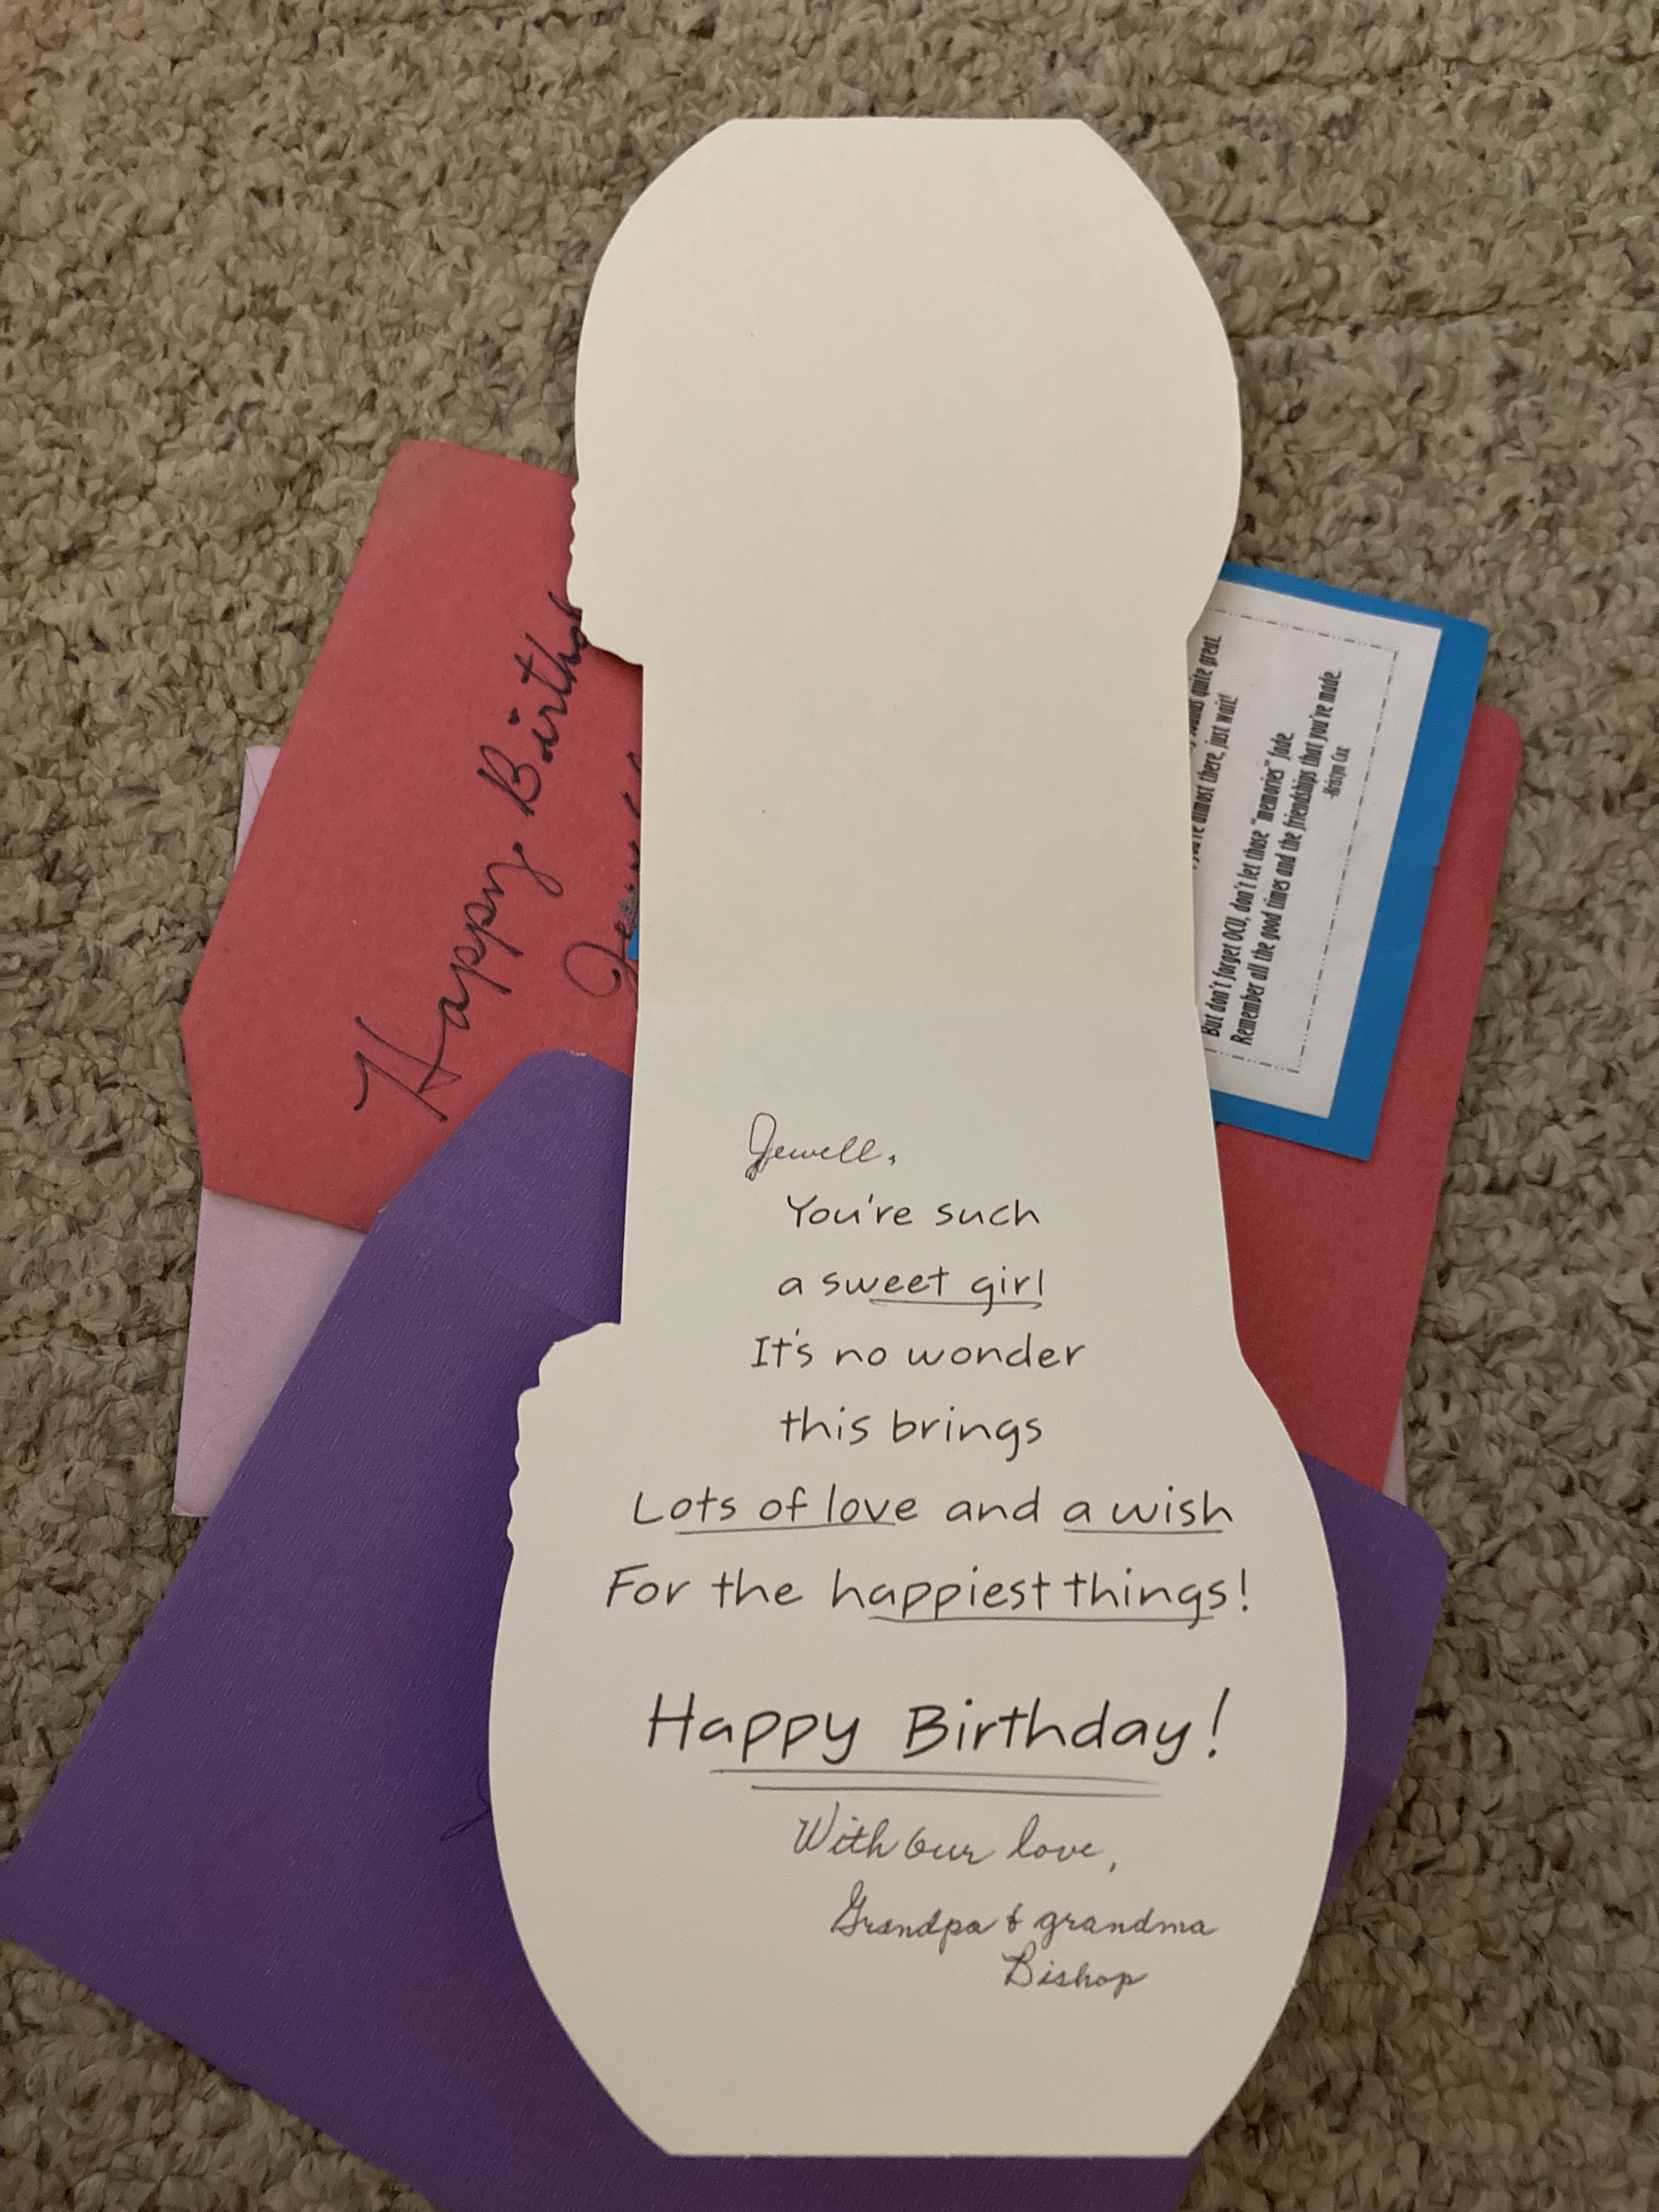 Happy Birth
But don't forget OCU, don't let those "memories" fade.
Remember all the good times and the friendships that you've made.
Jewell,
You're such
a sweet girl
It's no wonder
this brings
Lots of love and a wish
For the happiest things!
Happy Birthday!
With our love,
Grandpa & grandma
Bishop
quite great.
you're almost there, just wait!